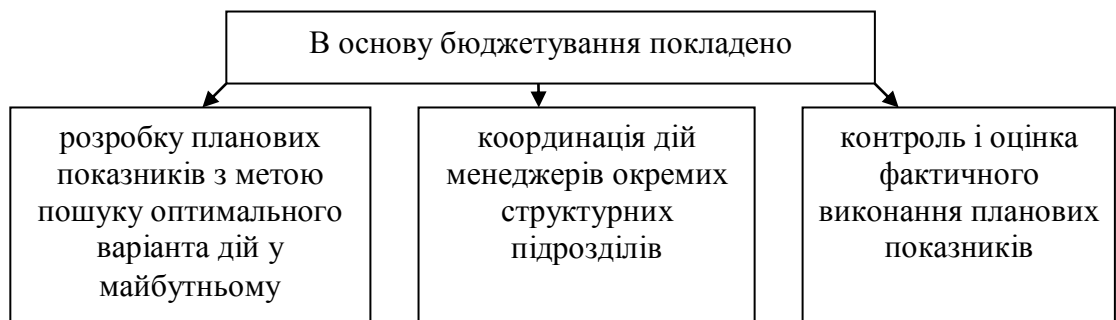 В основу бюджетування покладено
розробку планових
показників з метою
пошуку оптимального
варіанта дій у
майбутньому
координація дій
менеджерів окремих
структурних
підрозділів
контроль і оцінка
фактичного
виконання планових
показників